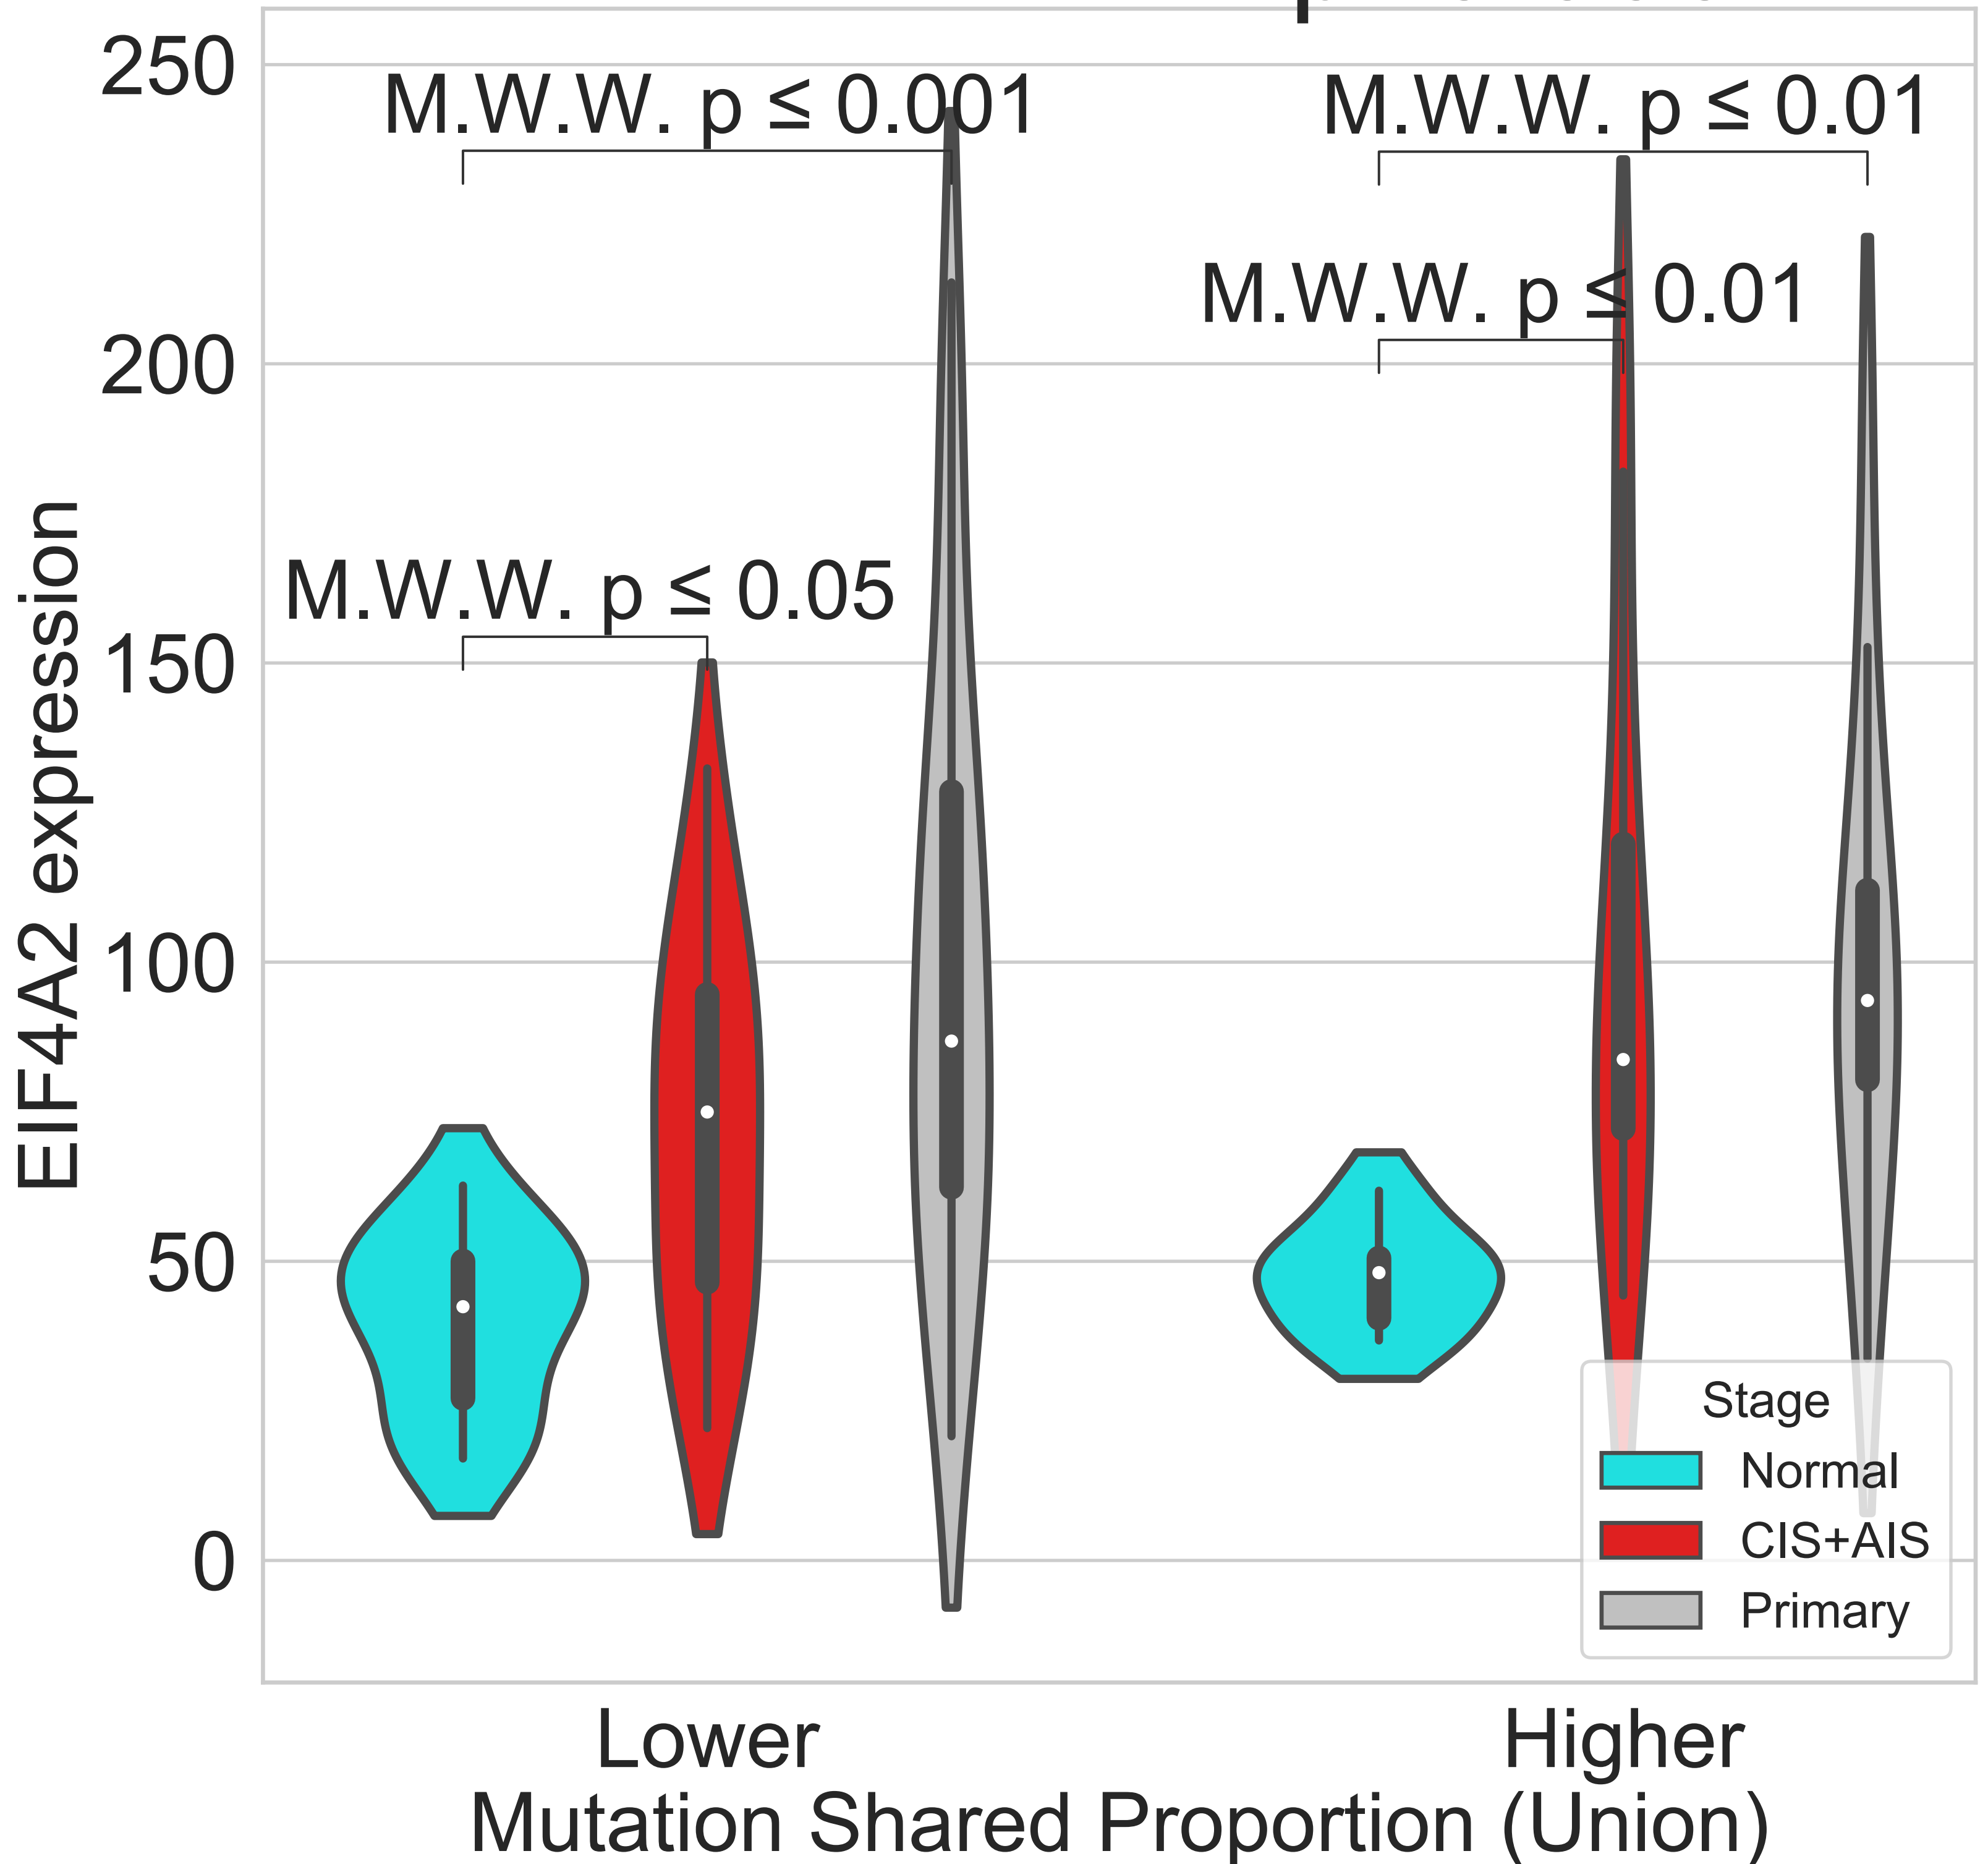 250
M.W.W. p ≤ 0.001
M.W.W. p ≤ 0.01
M.W.W. p ≤ 0.01
200
M.W.W. p ≤ 0.05
150
EIF4A2 expression
100
50
0
Stage
Normal
CIS+AIS
Primary
Lower
Higher
Mutation Shared Proportion (Union)